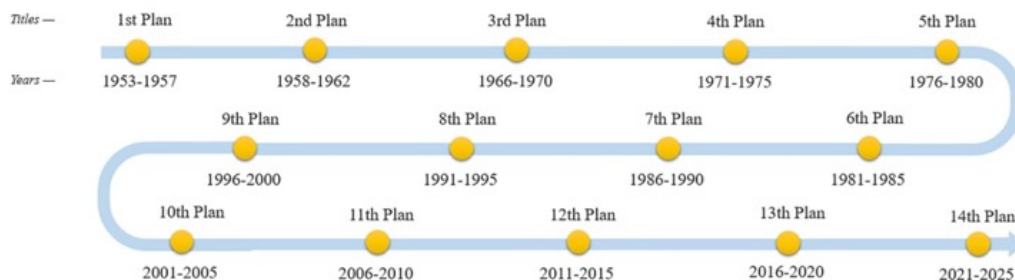 Titles —
1st Plan
2nd Plan
3rd Plan
4th Plan
5th Plan
Years —
1953-1957
1958-1962
1966-1970
1971-1975
1976-1980
9th Plan
8th Plan
7th Plan
6th Plan
1996-2000
1991-1995
1986-1990
1981-1985
10th Plan
11th Plan
12th Plan
13th Plan
14th Plan
2001-2005
2006-2010
2011-2015
2016-2020
2021-2025